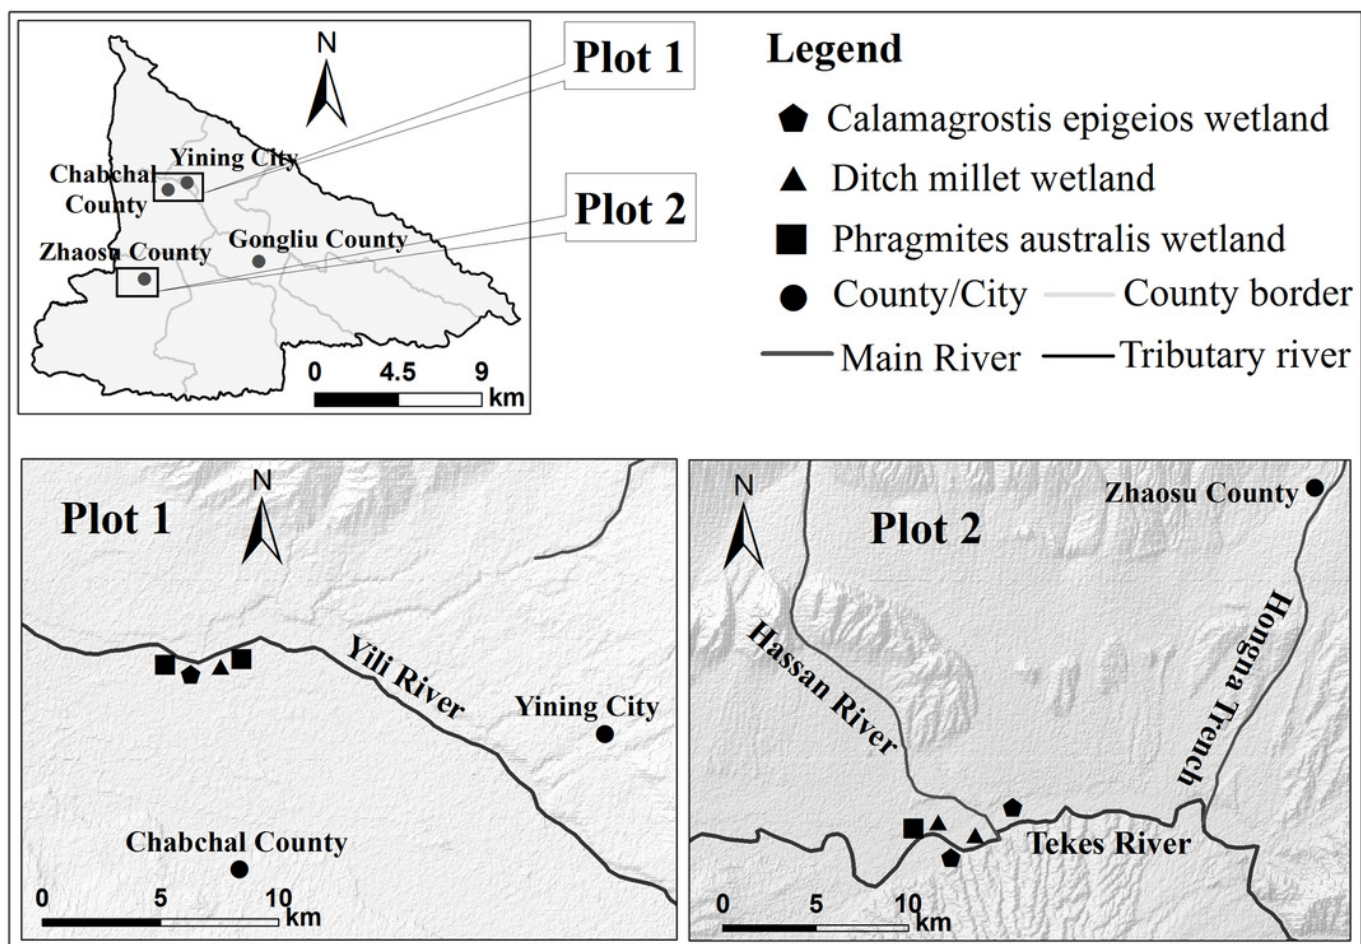 N
Plot 1
Yining City
Chabchal
County
Plot 2
Gongliu County
Zhaosu County
0 4.5 9
km
Legend
Calamagrostis epigeios wetland
Ditch millet wetland
Phragmites australis wetland
County/City County border
Main River Tributary river
Plot 1
N
Yili River
Yining City
Chabchal County
0 5 10
km
N
Plot 2
Zhaosu County
Hassan River
Hongna Trench
Tekes River
0 5 10
km